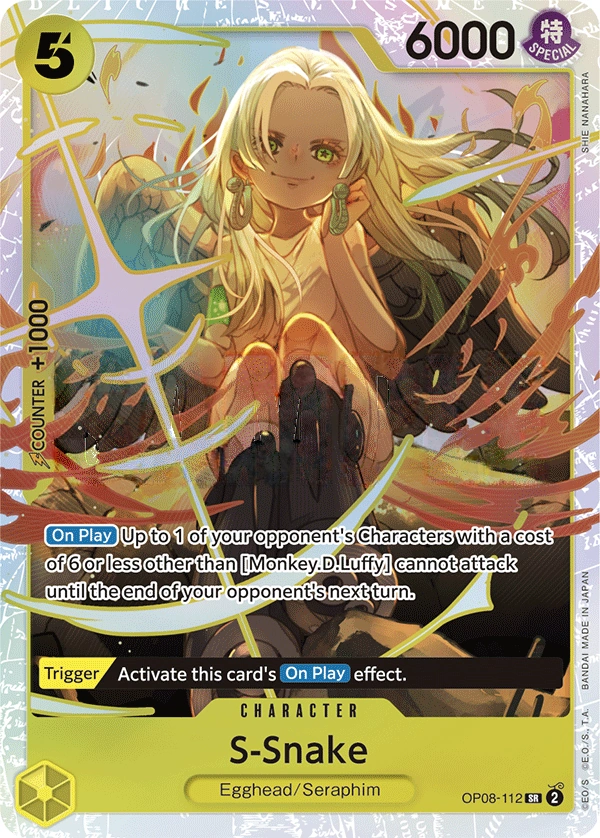 5
6000
特
SPECIAL
SHIE NANAHARA
COUNTER +1000
On Play Up to 1 of your opponent's Characters with a cost
of 6 or less other than [Monkey.D.Luffy] cannot attack
until the end of your opponent's next turn.
Trigger Activate this card's On Play effect.
CHARACTER
S-Snake
Egghead/Seraphim
OP08-112 SR 2
©EO/S ©E.O./S., T.A. BANDAI MADE IN JAPAN